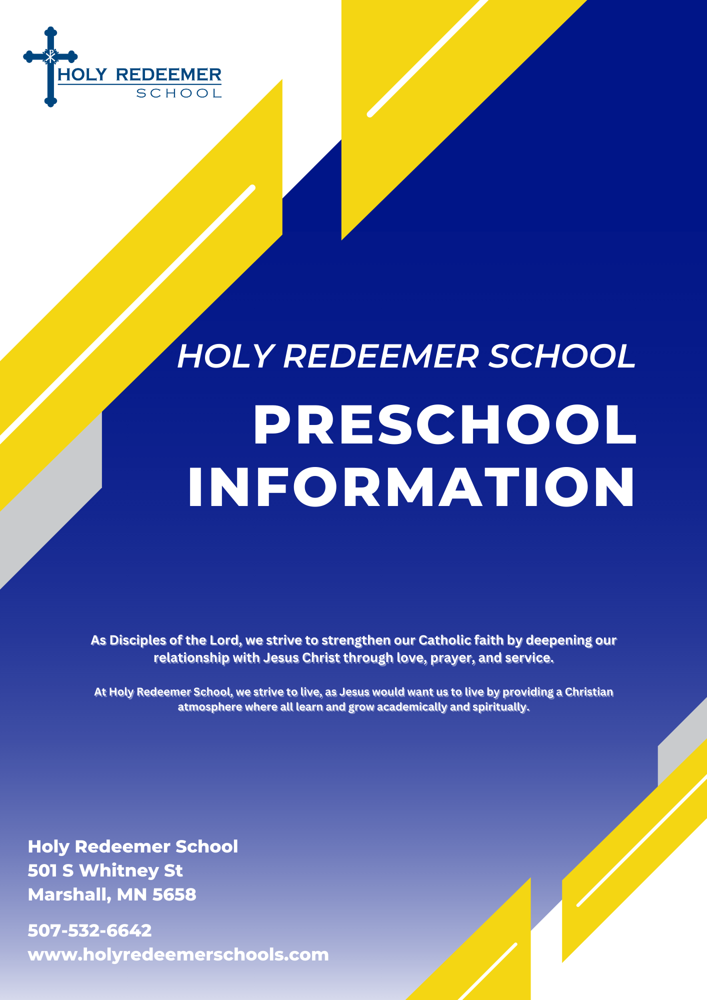 HOLY REDEEMER
SCHOOL
HOLY REDEEMER SCHOOL
PRESCHOOL
INFORMATION
As Disciples of the Lord, we strive to strengthen our Catholic faith by deepening our
relationship with Jesus Christ through love, prayer, and service.
At Holy Redeemer School, we strive to live, as Jesus would want us to live by providing a Christian
atmosphere where all learn and grow academically and spiritually.
Holy Redeemer School
501 S Whitney St
Marshall, MN 5658
507-532-6642
www.holyredeemerschools.com